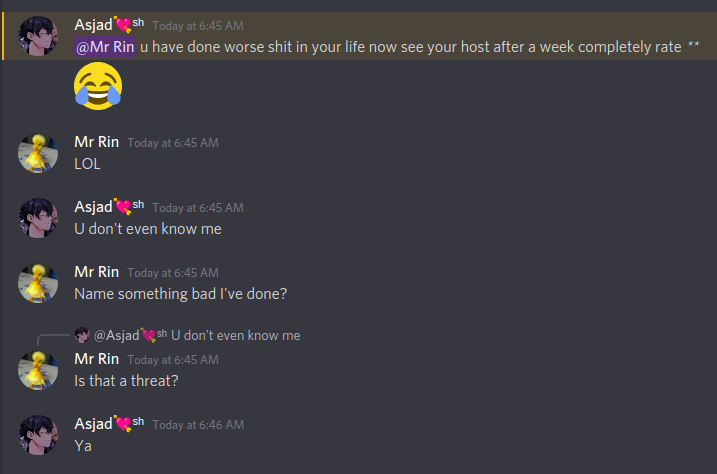 Asjad💘sh Today at 6:45 AM
@Mr Rin u have done worse shit in your life now see your host after a week completely rate **
😂
Mr Rin Today at 6:45 AM
LOL
Asjad💘sh Today at 6:45 AM
U don't even know me
Mr Rin Today at 6:45 AM
Name something bad I've done?
@Asjad💘sh U don't even know me
Mr Rin Today at 6:45 AM
Is that a threat?
Asjad💘sh Today at 6:46 AM
Ya